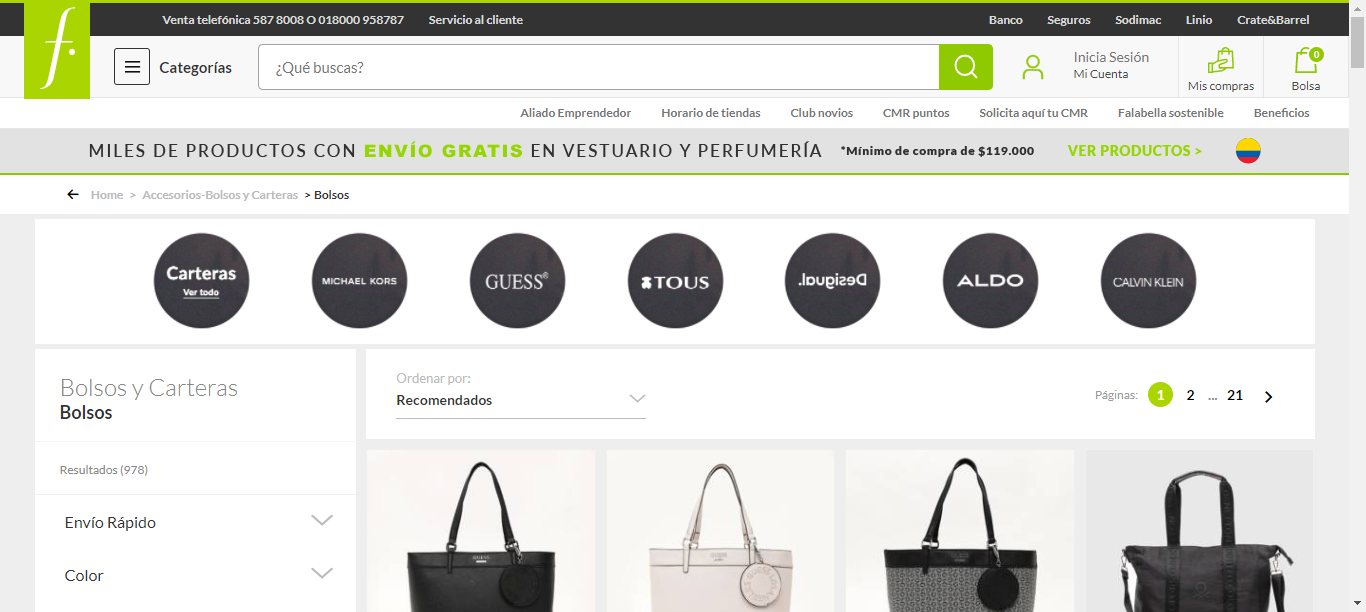 Venta telefónica 587 8008 O 018000 958787 Servicio al cliente Banco Seguros Sodimac Linio Crate&Barrel
f.
Categorías ¿Qué buscas? Inicia Sesión
Mi Cuenta
Mis compras
0
Bolsa
Aliado Emprendedor Horario de tiendas Club novios CMR puntos Solicita aquí tu CMR Falabella sostenible Beneficios
MILES DE PRODUCTOS CON ENVÍO GRATIS EN VESTUARIO Y PERFUMERÍA *Mínimo de compra de $119.000 VER PRODUCTOS >
Home > Accesorios-Bolsos y Carteras > Bolsos
Carteras
Ver todo
MICHAEL KORS
GUESS®
TOUS
Desigual.
ALDO
CALVIN KLEIN
Bolsos y Carteras
Bolsos
Resultados (978)
Envío Rápido
Color
Ordenar por:
Recomendados
Páginas: 1 2 ... 21
GUESS
GUESS